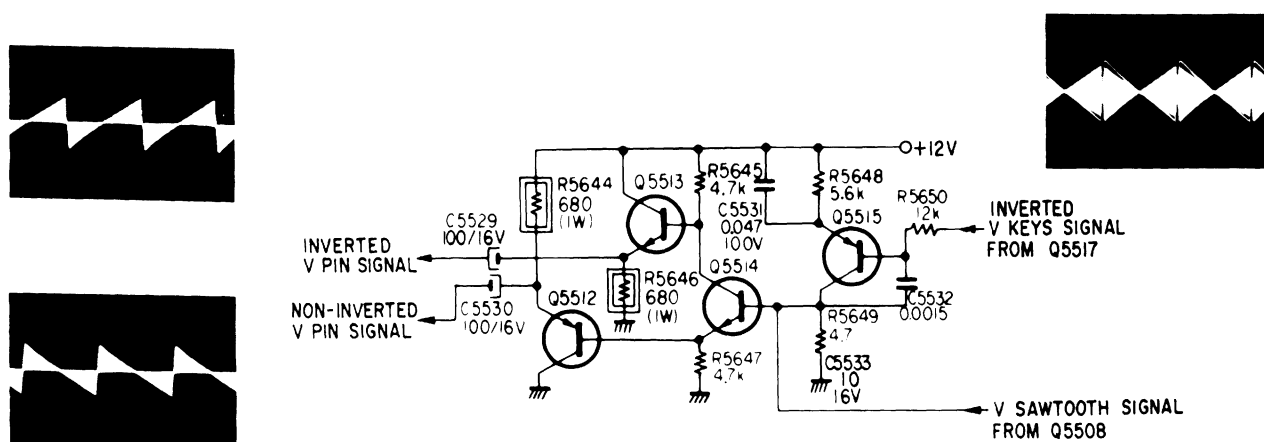 +12V
R5644
680
(1W)
Q5513
R5645
4.7k
C5531
0.047
100V
R5648
5.6k
R5650
12k
Q5515
INVERTED
V KEYS SIGNAL
FROM Q5517
C5529
100/16V
INVERTED
V PIN SIGNAL
R5646
680
(1W)
Q5514
C5532
0.0015
NON-INVERTED
V PIN SIGNAL
C5530
100/16V
Q5512
R5647
4.7k
R5649
4.7
C5533
10
16V
V SAWTOOTH SIGNAL
FROM Q5508